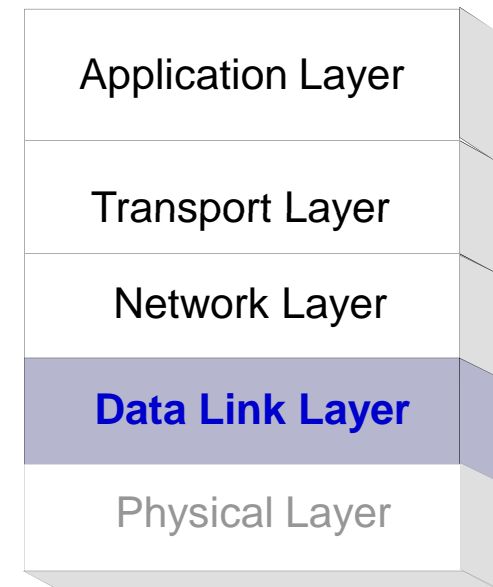 Application Layer
Transport Layer
Network Layer
Data Link Layer
Physical Layer